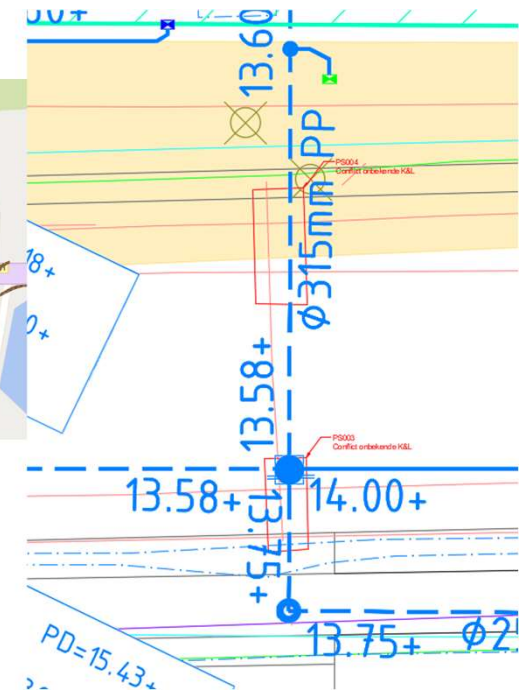 13.60
PS004
Conflict onbekende K&L
ϕ315mm PP
18+
0+
13.58+
PS003
Conflict onbekende K&L
13.58+
14.00+
13.75+
13.75+
PD=15.43+